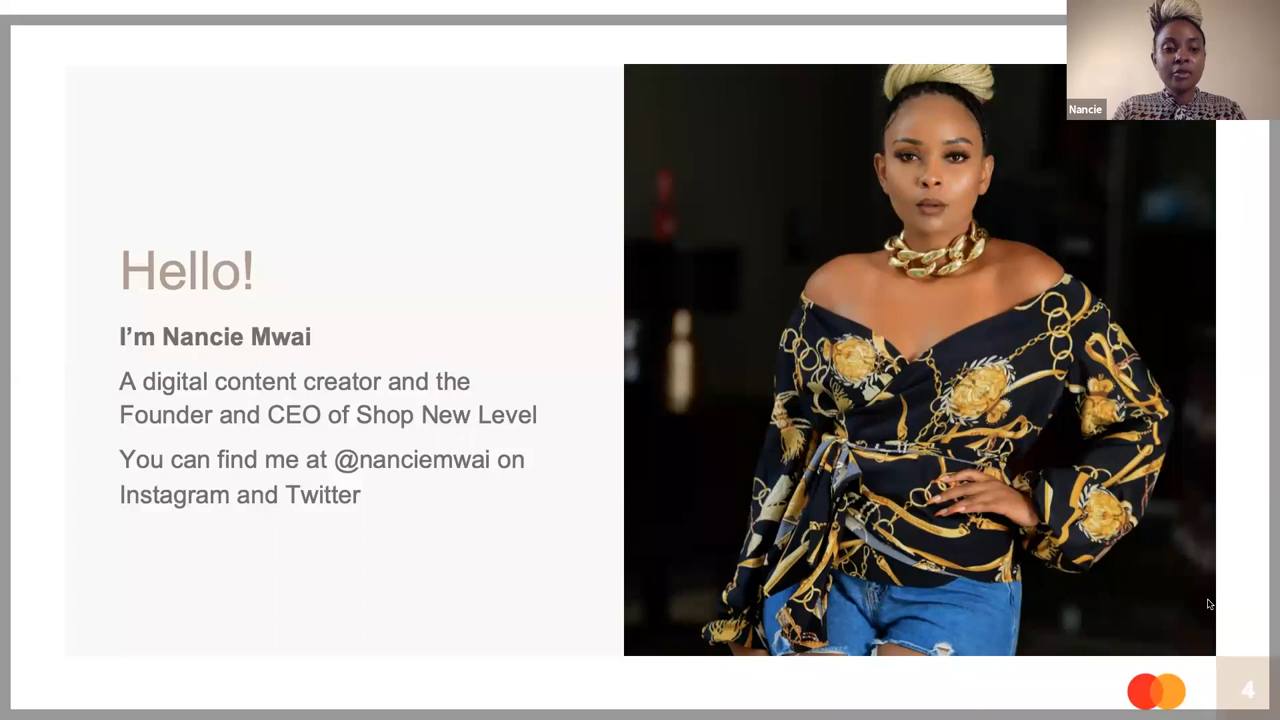 Nancie
Hello!
I’m Nancie Mwai
A digital content creator and the
Founder and CEO of Shop New Level
You can find me at @nanciemwai on
Instagram and Twitter
4